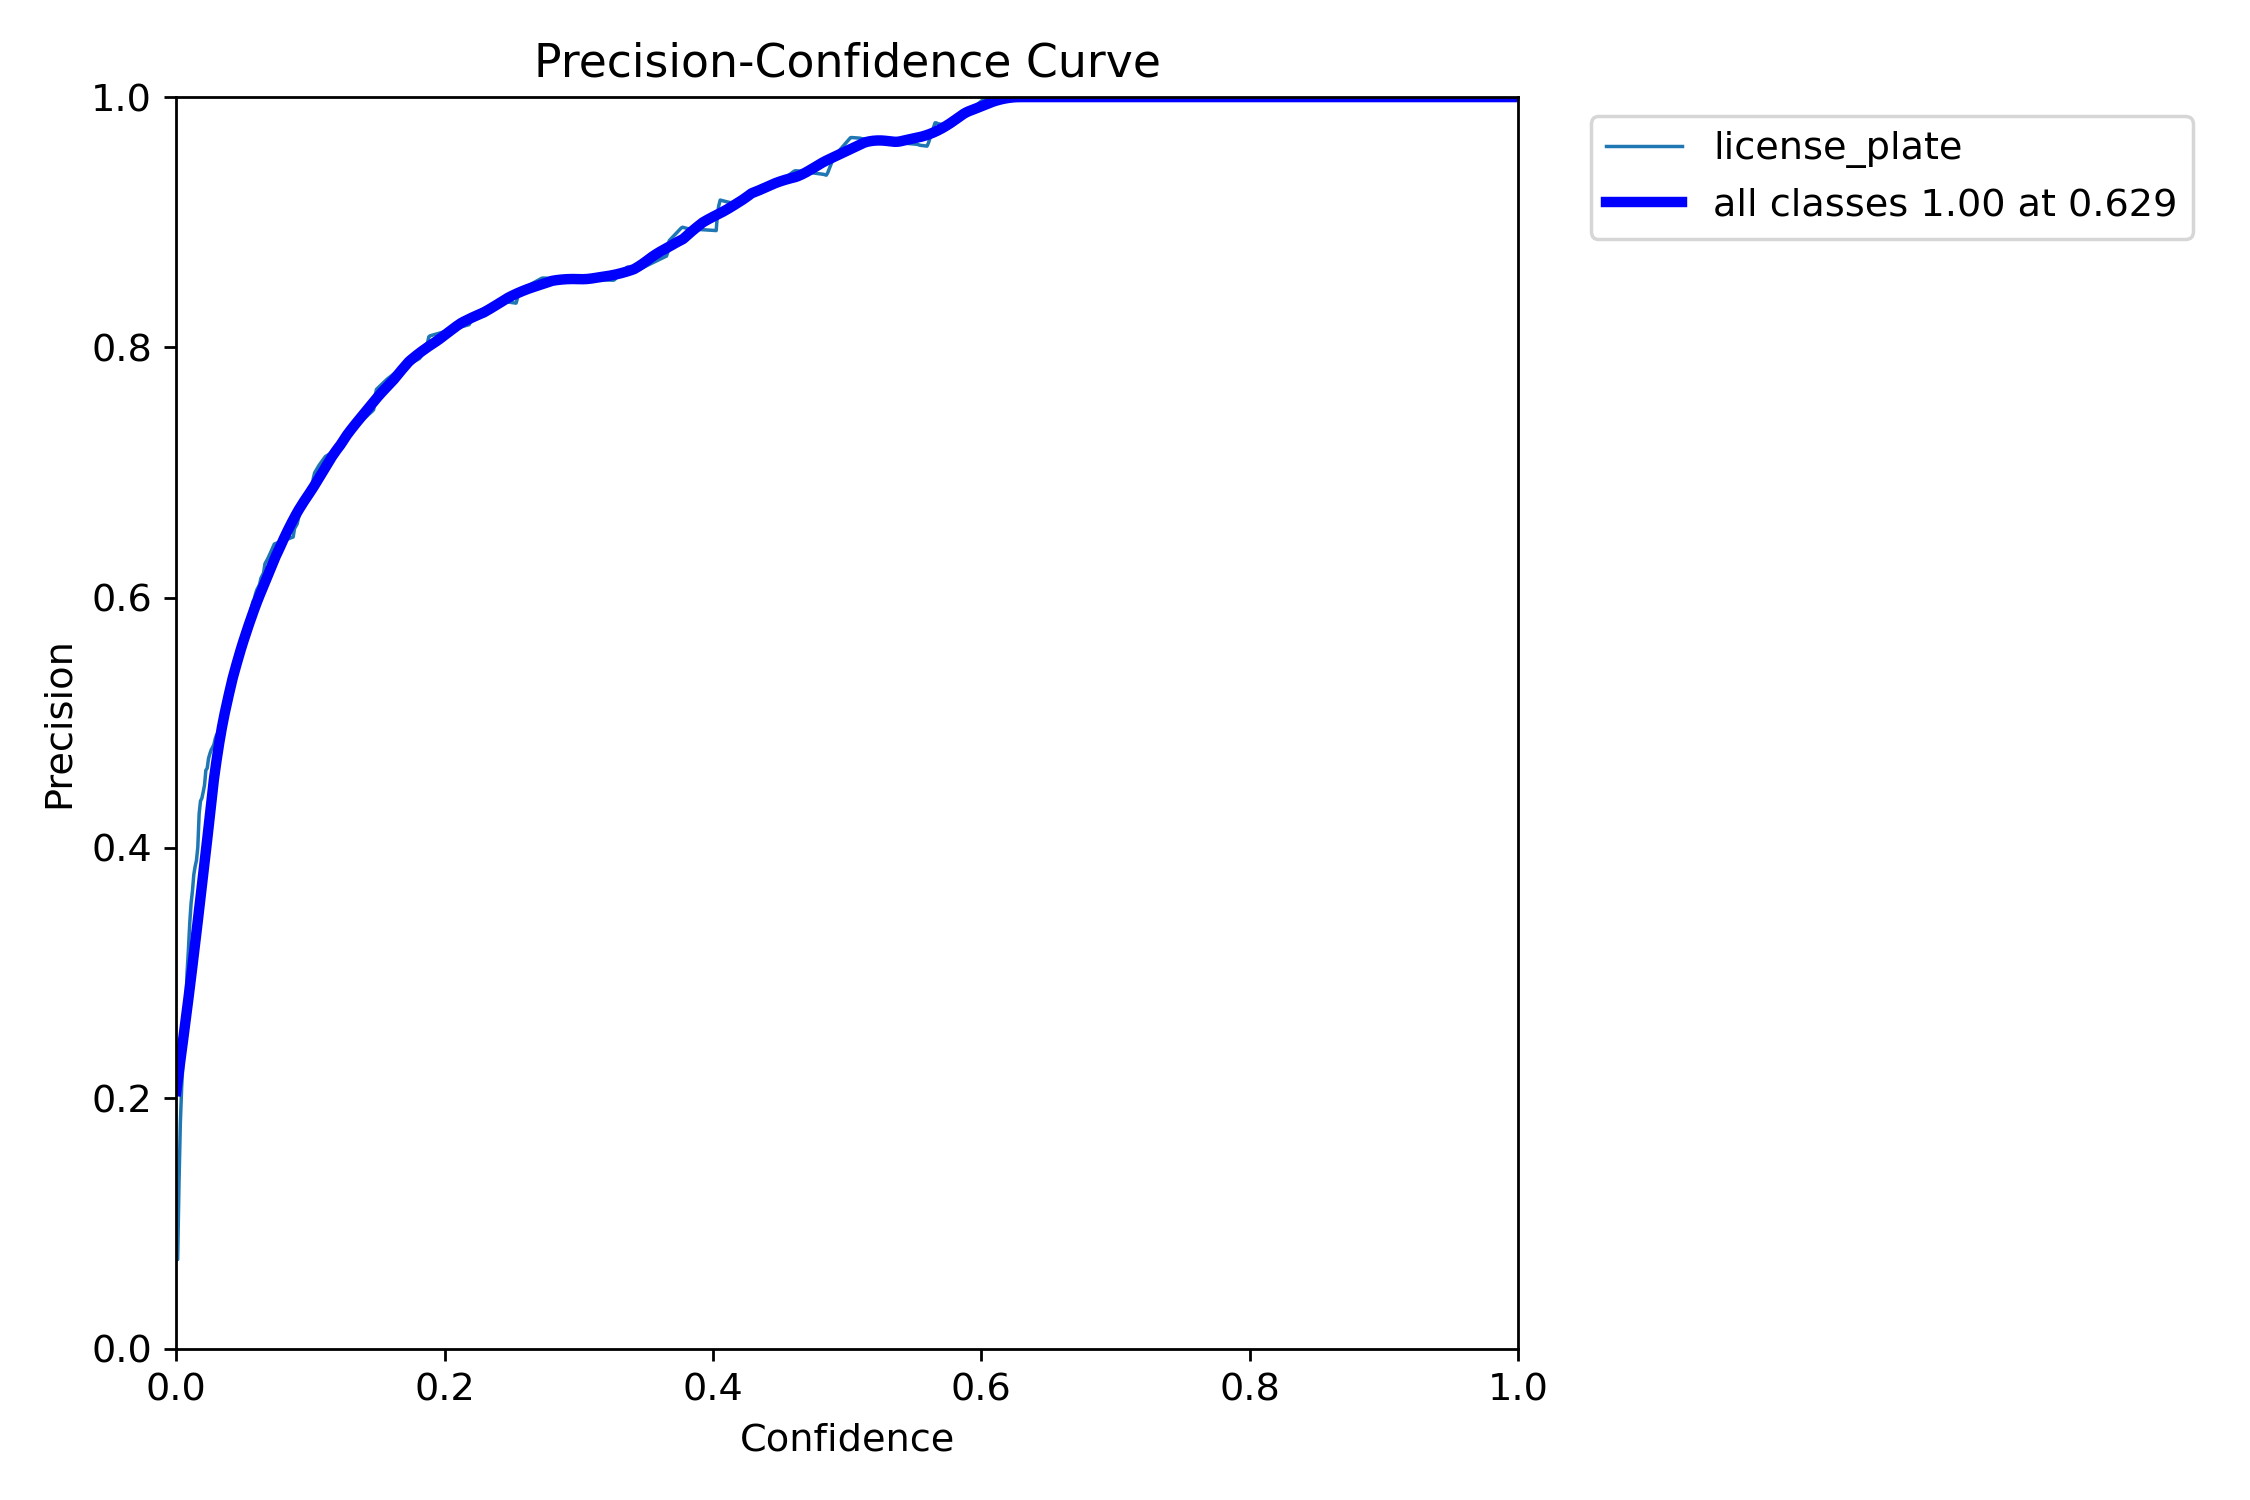 Precision-Confidence Curve
1.0
0.8
0.6
0.4
0.2
0.0
Precision
0.0 0.2 0.4 0.6 0.8 1.0
Confidence
license_plate
all classes 1.00 at 0.629